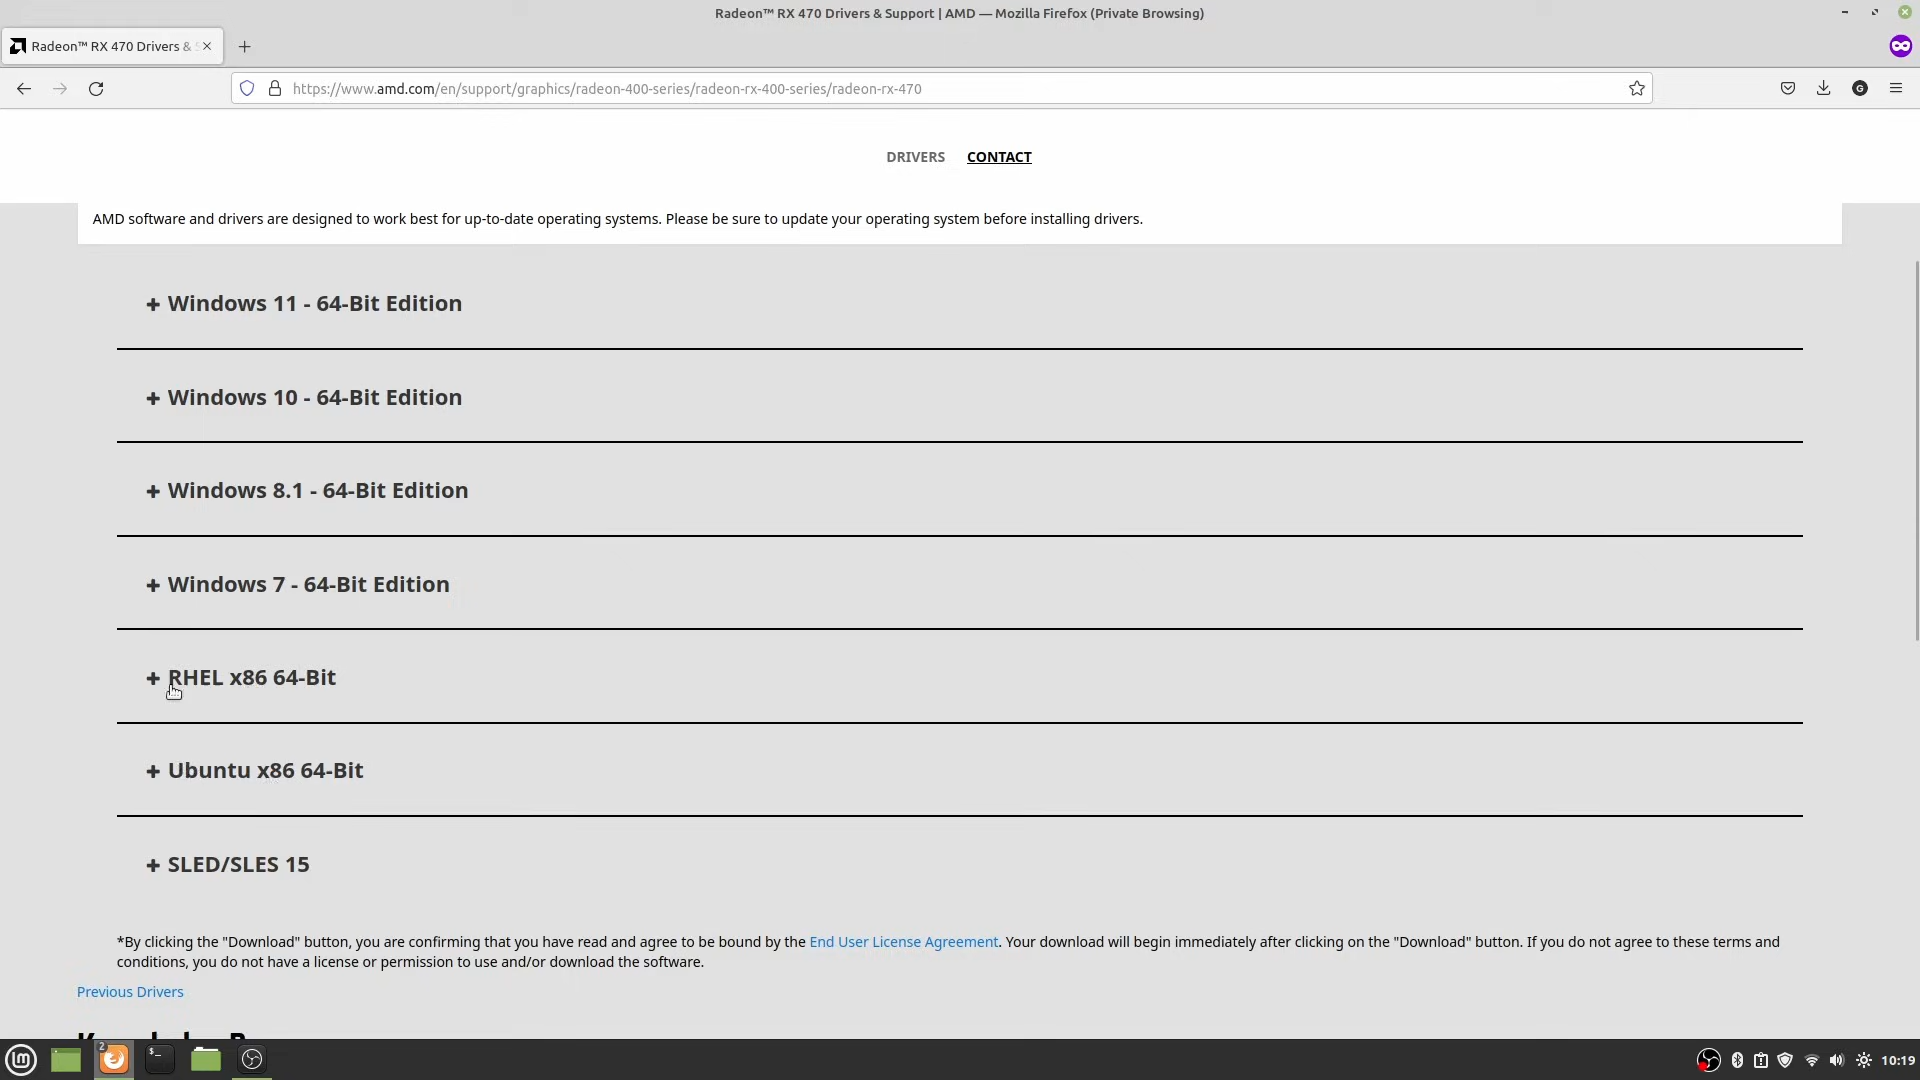 Radeon™ RX 470 Drivers & Support | AMD — Mozilla Firefox (Private Browsing)
Radeon™ RX 470 Drivers &
https://www.amd.com/en/support/graphics/radeon-400-series/radeon-rx-400-series/radeon-rx-470
DRIVERS CONTACT
AMD software and drivers are designed to work best for up-to-date operating systems. Please be sure to update your operating system before installing drivers.
Windows 11 - 64-Bit Edition
Windows 10 - 64-Bit Edition
Windows 8.1 - 64-Bit Edition
Windows 7 - 64-Bit Edition
RHEL x86 64-Bit
Ubuntu x86 64-Bit
SLED/SLES 15
*By clicking the "Download" button, you are confirming that you have read and agree to be bound by the End User License Agreement. Your download will begin immediately after clicking on the "Download" button. If you do not agree to these terms and
conditions, you do not have a license or permission to use and/or download the software.
Previous Drivers
2
10:19